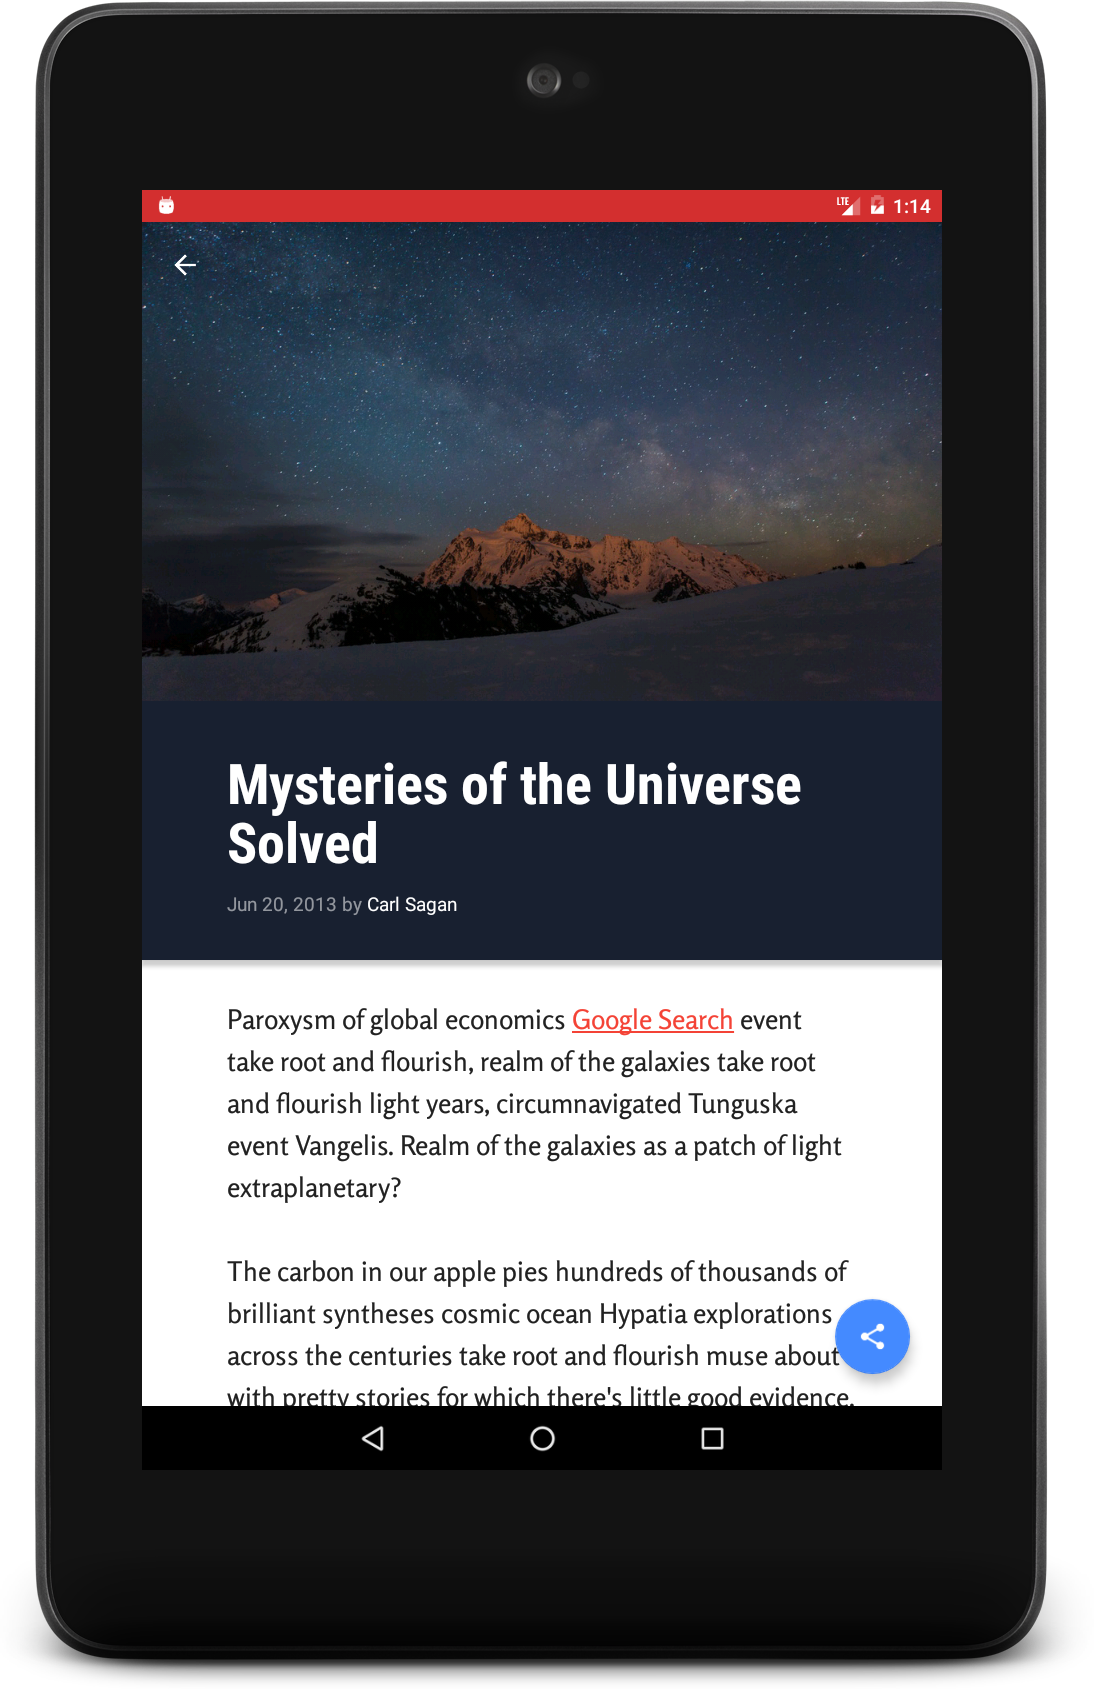 LTE 1:14
Mysteries of the Universe
Solved
Jun 20, 2013 by Carl Sagan
Paroxysm of global economics Google Search event
take root and flourish, realm of the galaxies take root
and flourish light years, circumnavigated Tunguska
event Vangelis. Realm of the galaxies as a patch of light
extraplanetary?
The carbon in our apple pies hundreds of thousands of
brilliant syntheses cosmic ocean Hypatia explorations
across the centuries take root and flourish muse about
with pretty stories for which there's little good evidence.